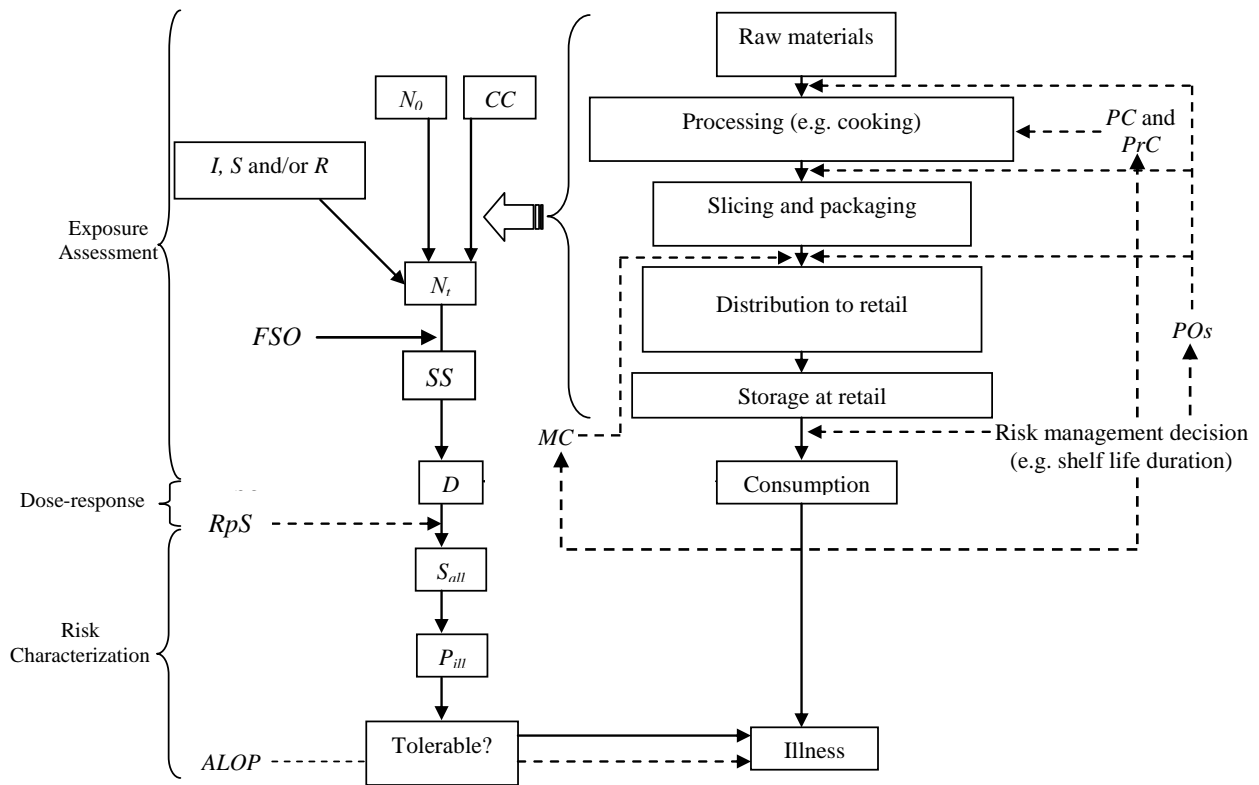 Raw materials
N0
CC
Processing (e.g. cooking)
PC and
PrC
I, S and/or R
Slicing and packaging
Exposure
Assessment
Nt
Distribution to retail
FSO
POs
SS
Storage at retail
MC
Risk management decision
(e.g. shelf life duration)
D
Consumption
Dose-response
RpS
Sall
Risk
Characterization
Pill
Tolerable?
Illness
ALOP